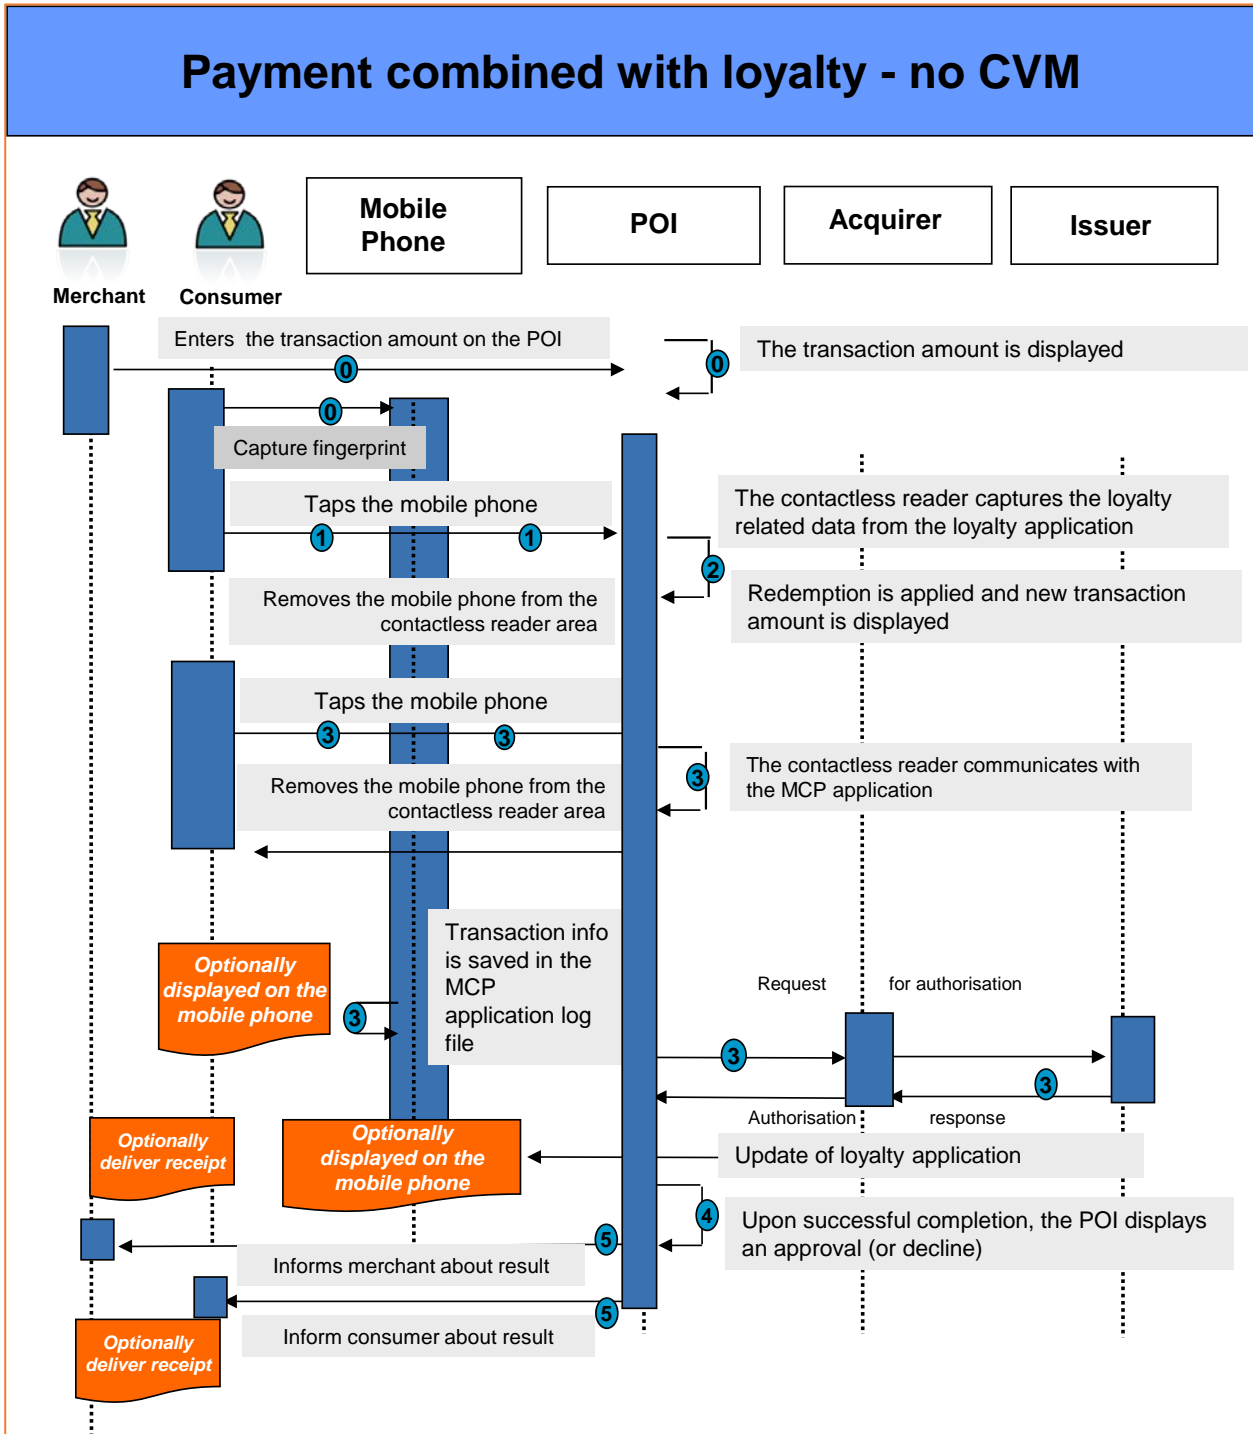 Payment combined with loyalty - no CVM
Mobile
Phone
POI
Acquirer
Issuer
Merchant
Consumer
Enters  the transaction amount on the POI
0
0
The transaction amount is displayed
0
Capture fingerprint
Taps the mobile phone
1
1
The contactless reader captures the loyalty
related data from the loyalty application
2
Removes the mobile phone from the
contactless reader area
Redemption is applied and new transaction
amount is displayed
Taps the mobile phone
3
3
3
The contactless reader communicates with
the MCP application
Removes the mobile phone from the
contactless reader area
Transaction info
is saved in the
MCP
application log
file
Optionally
displayed on the
mobile phone
3
Request
for authorisation
3
3
Authorisation
response
Optionally
deliver receipt
Optionally
displayed on the
mobile phone
Update of loyalty application
4
Upon successful completion, the POI displays
an approval (or decline)
5
Informs merchant about result
5
Inform consumer about result
Optionally
deliver receipt